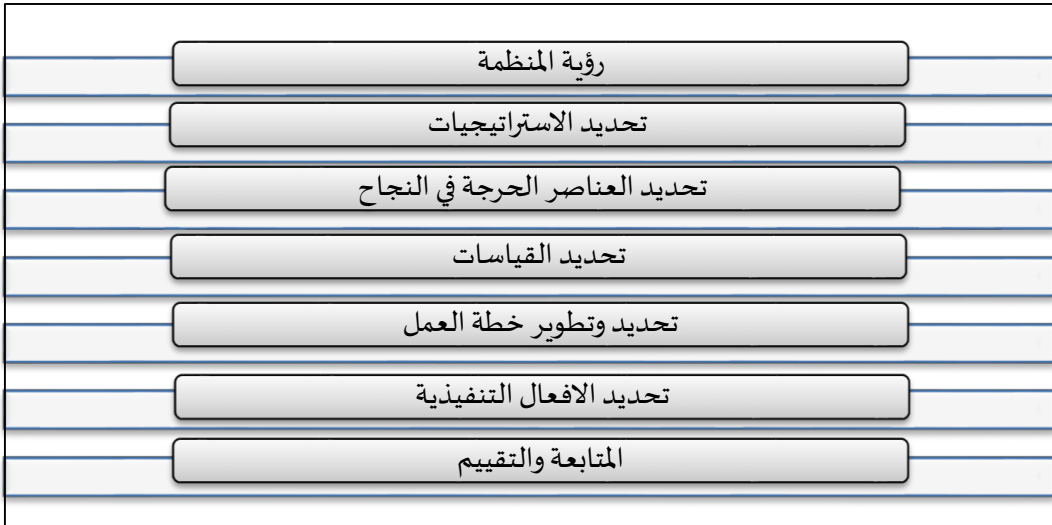 رؤية المنظمة
تحديد الاستراتيجيات
تحديد العناصر الحرجة في النجاح
تحديد القياسات
تحديد وتطوير خطة العمل
تحديد الافعال التنفيذية
المتابعة والتقييم